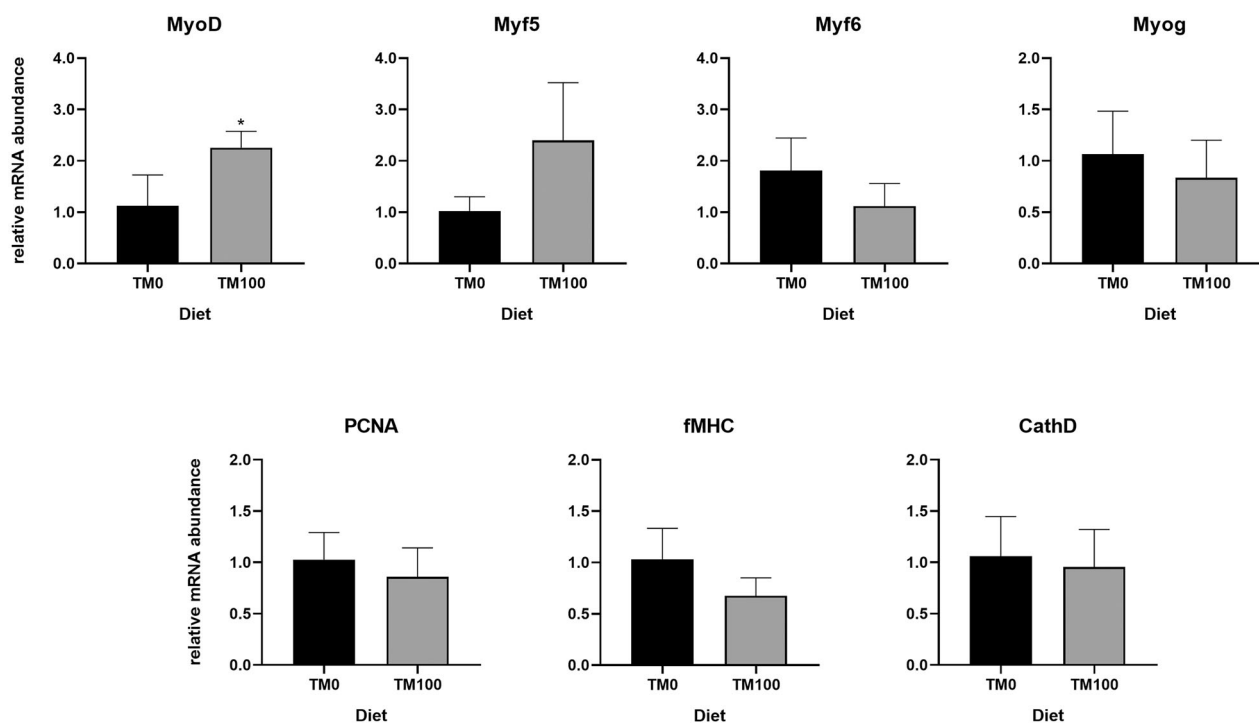 MyoD Myf5 Myf6 Myog
relative mRNA abundance
4.0 4.0 4.0 2.0
3.0 3.0 3.0 1.5
* 
2.0 2.0 2.0 1.0
1.0 1.0 1.0 0.5
0.0 0.0 0.0 0.0
TM0 TM100 TM0 TM100 TM0 TM100 TM0 TM100
Diet Diet Diet Diet
PCNA fMHC CathD
relative mRNA abundance
2.0 2.0 2.0
1.5 1.5 1.5
1.0 1.0 1.0
0.5 0.5 0.5
0.0 0.0 0.0
TM0 TM100 TM0 TM100 TM0 TM100
Diet Diet Diet